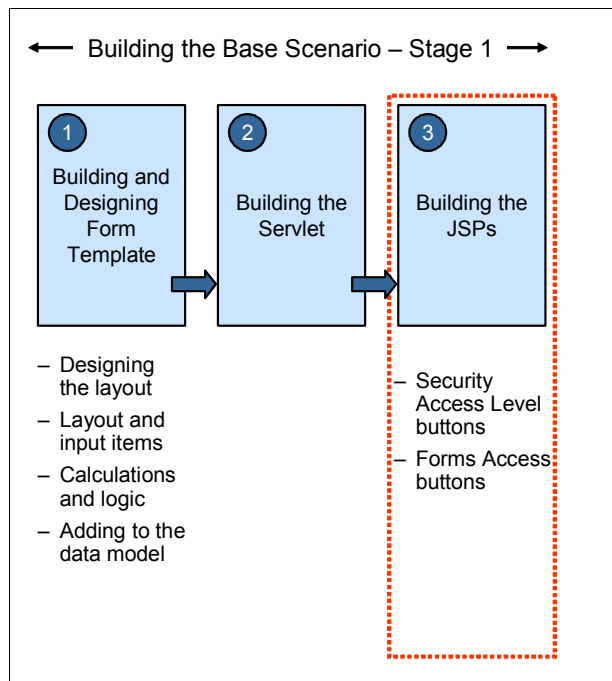 Building the Base Scenario – Stage 1
1
Building and
Designing
Form
Template
2
Building the
Servlet
3
Building the
JSPs
– Designing
the layout
– Layout and
input items
– Calculations
and logic
– Adding to the
data model
– Security
Access Level
buttons
– Forms Access
buttons